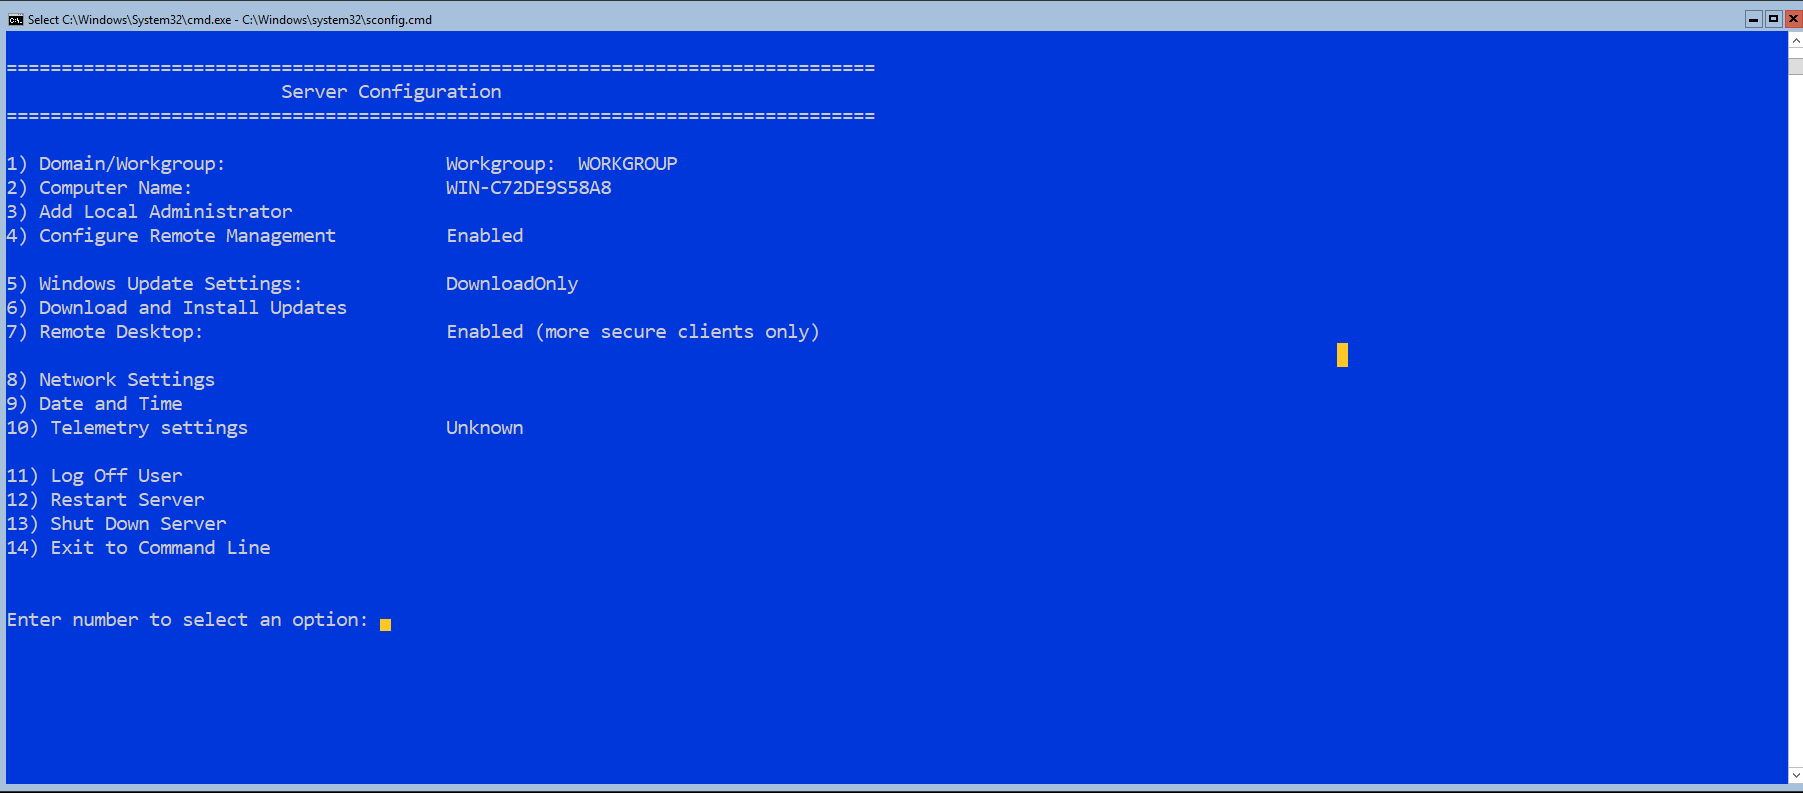 Select C:\Windows\System32\cmd.exe - C:\Windows\system32\sconfig.cmd
===============================================================================
Server Configuration
===============================================================================
1) Domain/Workgroup: Workgroup: WORKGROUP
2) Computer Name: WIN-C72DE9S58A8
3) Add Local Administrator
4) Configure Remote Management Enabled
5) Windows Update Settings: DownloadOnly
6) Download and Install Updates
7) Remote Desktop: Enabled (more secure clients only)
8) Network Settings
9) Date and Time
10) Telemetry settings Unknown
11) Log Off User
12) Restart Server
13) Shut Down Server
14) Exit to Command Line
Enter number to select an option: